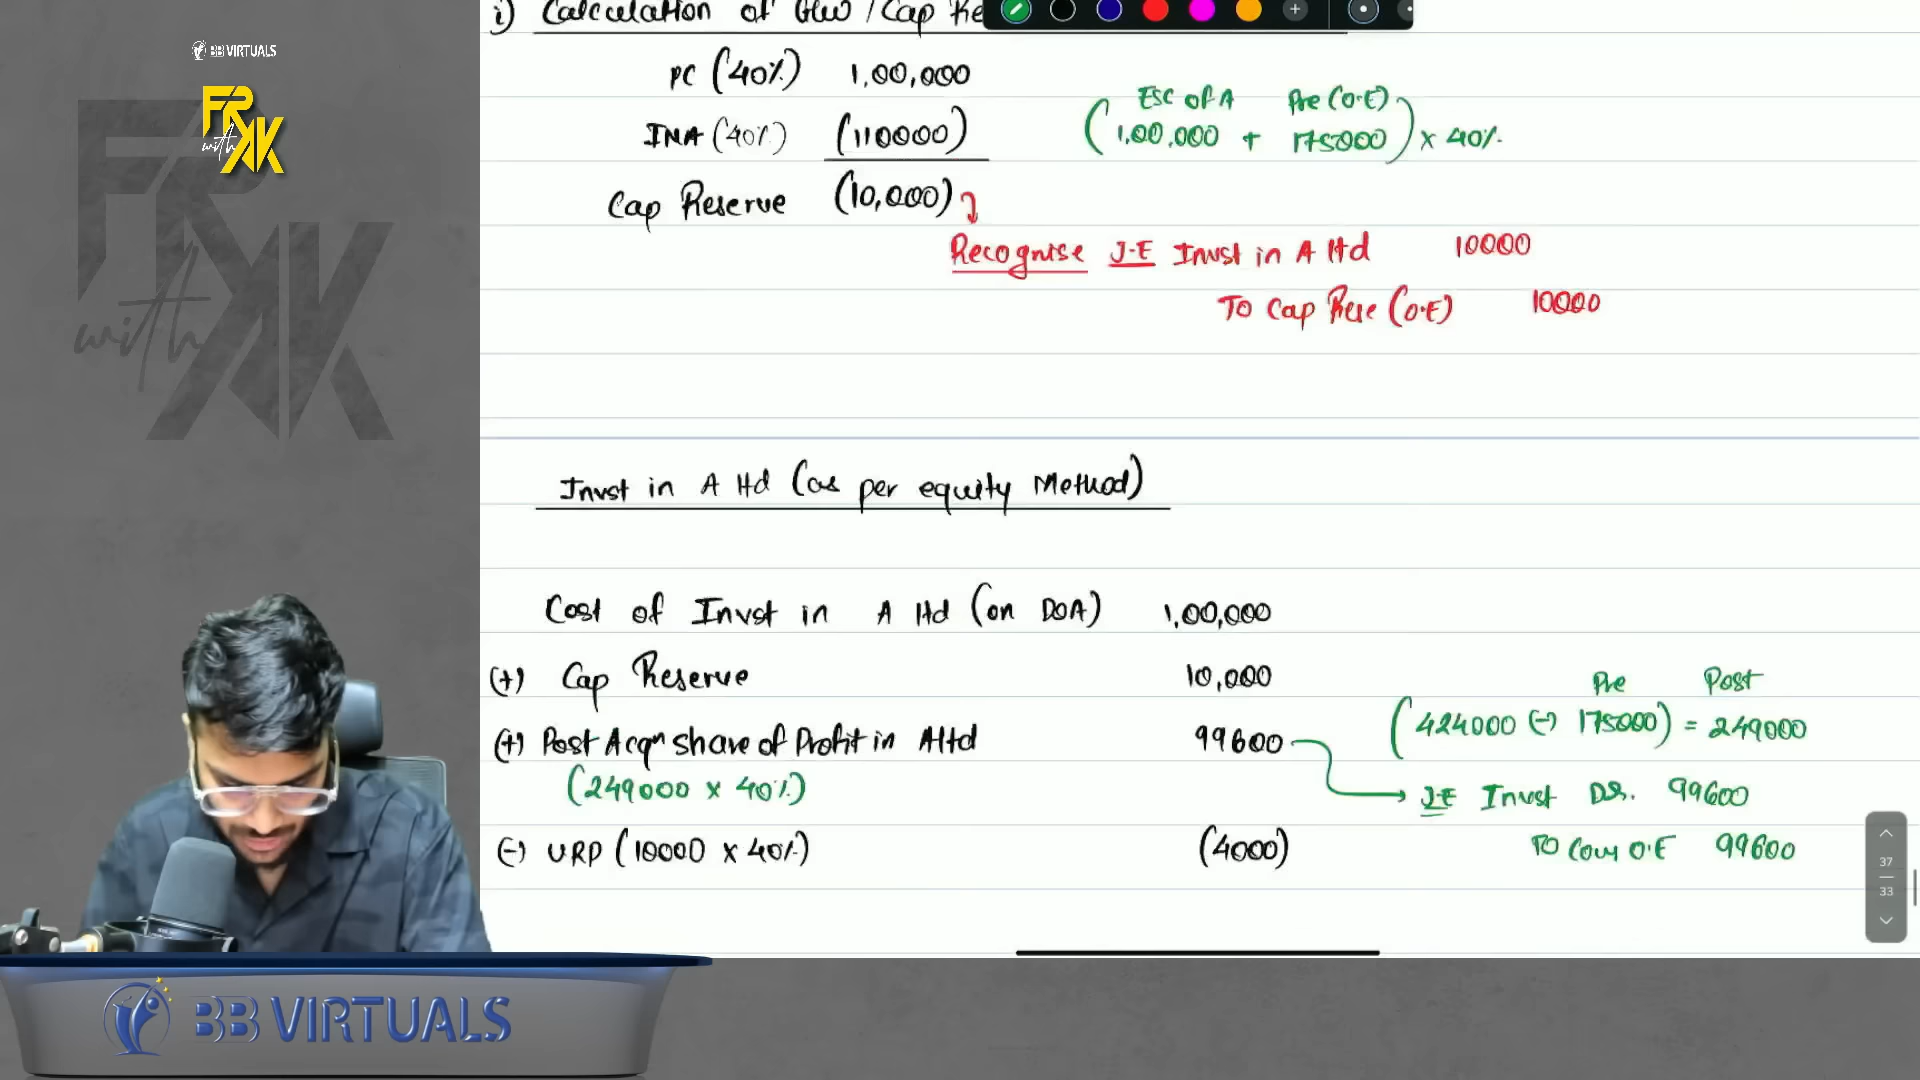 i) Calculation of GW / Cap Re
BB VIRTUALS
FR
with
AK
PC (40%) 1,00,000
ESC of A Pre (O.E)
INA (40%) (110000) (1,00,000 + 175000) x 40%.
Cap Reserve (10,000)
Recognise J.E Invst in A Ltd 10000
To Cap Rese (O.E) 10000
Invst in A Ltd (as per equity Method)
Cost of Invst in A Ltd (on DOA) 1,00,000
(+) Cap Reserve 10,000
Pre Post
(+) Post Acqn share of Profit in A Ltd 99600 (424000 (-) 175000) = 249000
(249000 x 40%.)
J.E Invest Dr. 99600
(-) URP (10000 x 40%) (4000)
To Cons O.E 99600
37
33
BB VIRTUALS